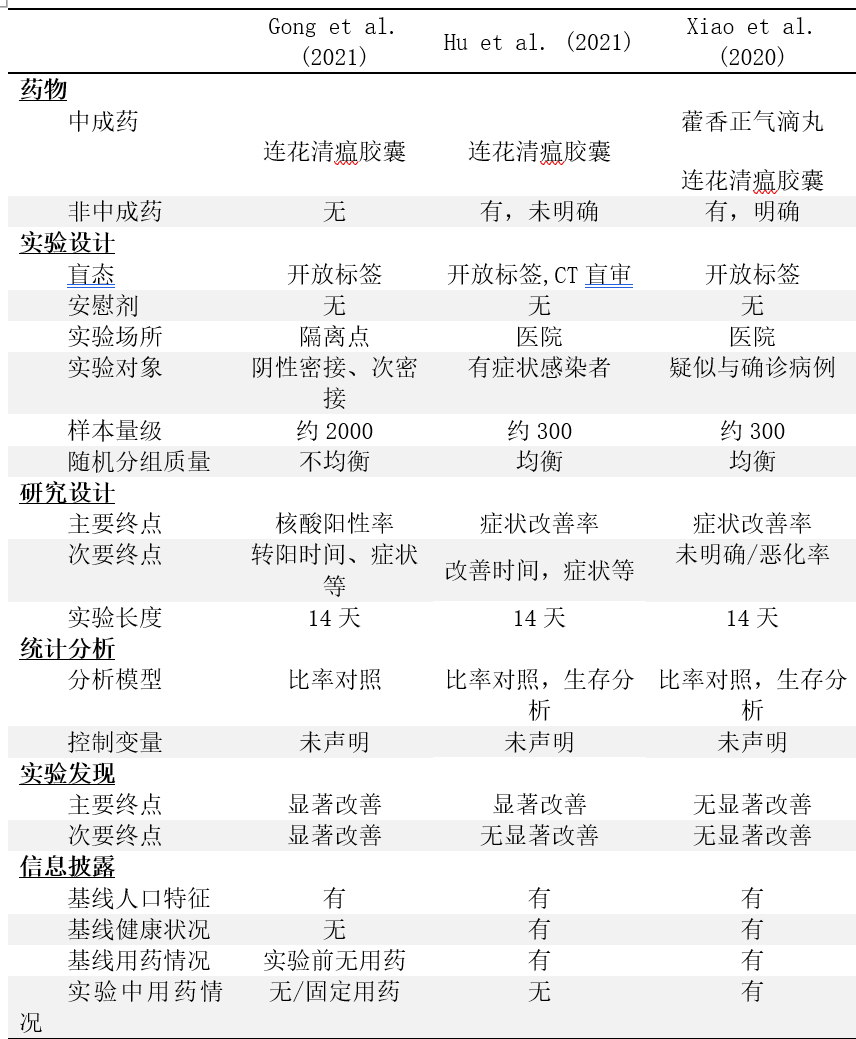 Gong et al. (2021) Hu et al. (2021) Xiao et al. (2020)
药物
中成药 连花清瘟胶囊 连花清瘟胶囊 藿香正气滴丸 连花清瘟胶囊
非中成药 无 有，未明确 有，明确
实验设计
盲态 开放标签 开放标签,CT 盲审 开放标签
安慰剂 无 无 无
实验场所 隔离点 医院 医院
实验对象 阴性密接、次密接 有症状感染者 疑似与确诊病例
样本量级 约 2000 约 300 约 300
随机分组质量 不均衡 均衡 均衡
研究设计
主要终点 核酸阳性率 症状改善率 症状改善率
次要终点 转阳时间、症状等 改善时间，症状等 未明确/恶化率
实验长度 14 天 14 天 14 天
统计分析
分析模型 比率对照 比率对照，生存分析 比率对照，生存分析
控制变量 未声明 未声明 未声明
实验发现
主要终点 显著改善 显著改善 无显著改善
次要终点 显著改善 无显著改善 无显著改善
信息披露
基线人口特征 有 有 有
基线健康状况 无 有 有
基线用药情况 实验前无用药 有 有
实验中用药情况 无/固定用药 无 有